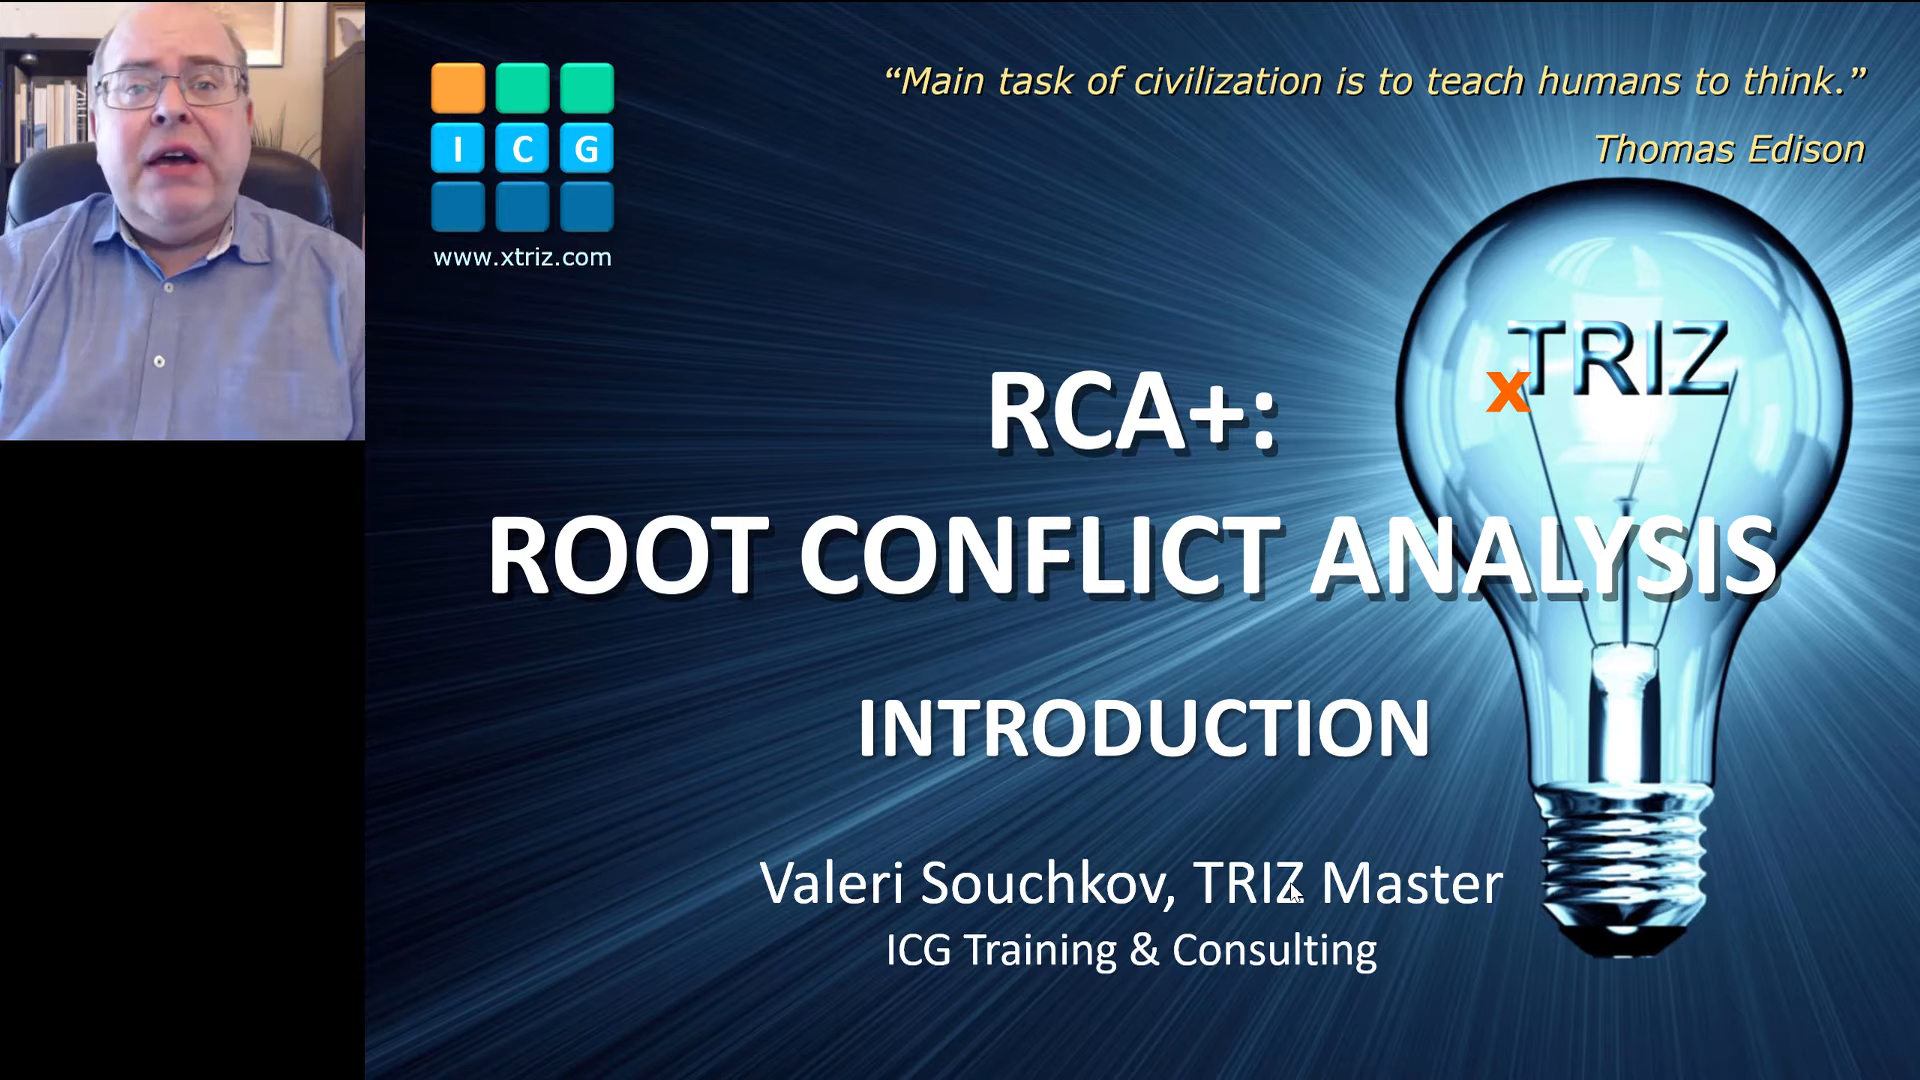 “Main task of civilization is to teach humans to think.”
Thomas Edison
I C G
www.xtriz.com
xTRIZ
RCA+:
ROOT CONFLICT ANALYSIS
INTRODUCTION
Valeri Souchkov, TRIZ Master
ICG Training & Consulting